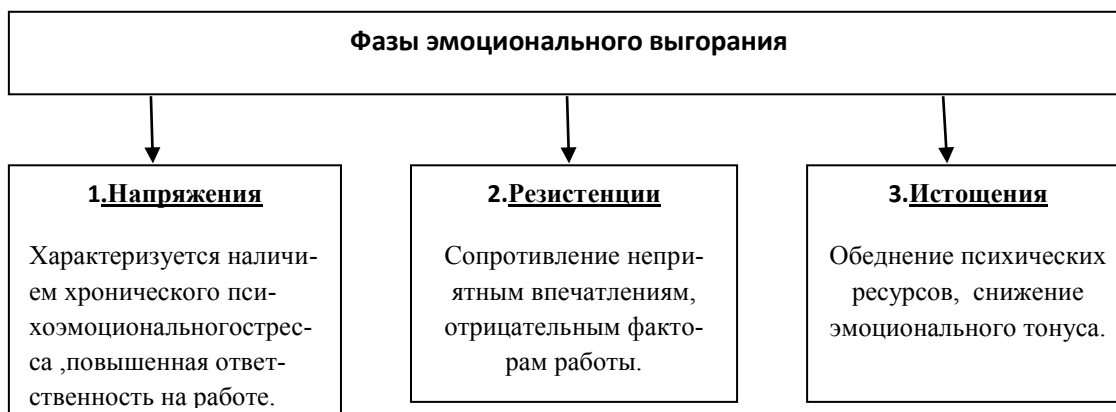 Фазы эмоционального выгорания
1.Напряжения
Характеризуется наличи-
ем хронического пси-
хоэмоциональногострес-
са ,повышенная ответ-
ственность на работе.
2.Резистенции
Сопротивление непри-
ятным впечатлениям,
отрицательным факто-
рам работы.
3.Истощения
Обеднение психических
ресурсов, снижение
эмоционального тонуса.